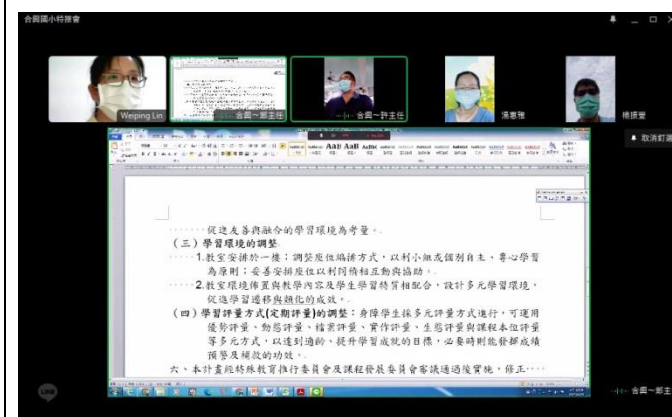 合興國小特推會
Weiping Lin
合興～鄭主任
合興～許主任
湯惠雅
楊振堂
取消釘選
促進友善與融合的學習環境為考量。
（三）學習環境的調整
1.教室安排於一樓；調整座位編排方式，以利小組或個別自主、專心學習
為原則；妥善安排座位以利同儕相互動與協助。
2.教室環境佈置與教學內容及學生學習特質相配合，設計多元學習環境，
促進學習遷移與類化的成效。
（四）學習評量方式(定期評量)的調整：身障學生採多元評量方式進行，可運用
優勢評量、動態評量、檔案評量、實作評量、生態評量與課程本位評量
等多元方式，以達到適齡、提升學習成就的目標，必要時則能發揮成績
預警及補救的功效。
六、本計畫經特殊教育推行委員會及課程發展委員會審議通過後實施，修正
LINE
合興～鄭主